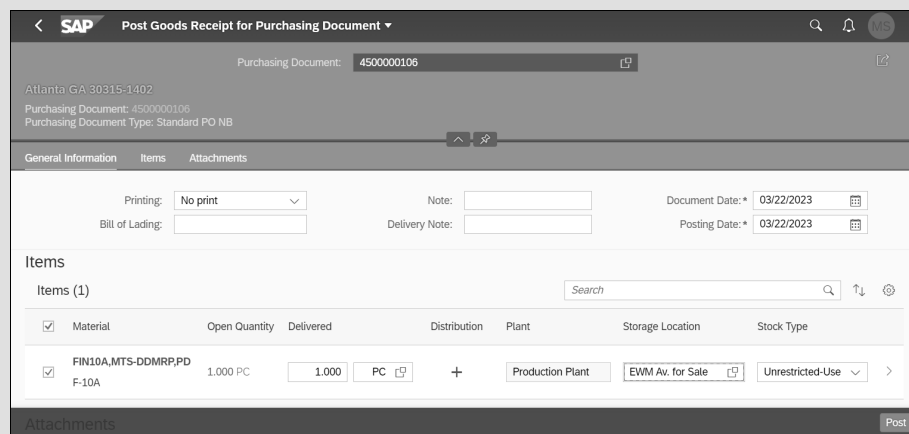 SAP Post Goods Receipt for Purchasing Document
MS
Purchasing Document: 4500000106
Atlanta GA 30315-1402
Purchasing Document: 4500000106
Purchasing Document Type: Standard PO NB
General Information Items Attachments
Printing: No print Note: Document Date:* 03/22/2023
Bill of Lading: Delivery Note: Posting Date:* 03/22/2023
Items
Items (1) Search
Material Open Quantity Delivered Distribution Plant Storage Location Stock Type
FIN10A,MTS-DDMRP,PD
1.000 PC 1.000 PC + Production Plant EWM Av. for Sale Unrestricted-Use
F-10A
Attachments Post